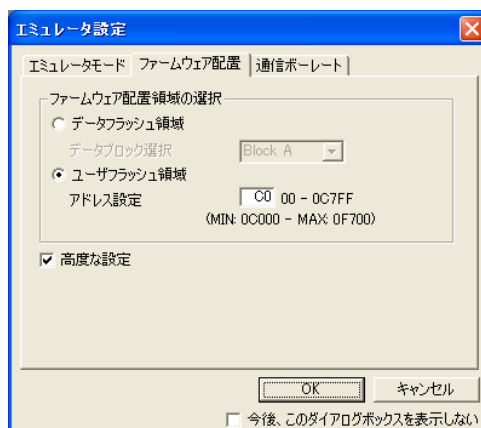 エミュレータ設定
エミュレータモード ファームウェア配置 通信ボーレート
ファームウェア配置領域の選択
データフラッシュ領域
データブロック選択 Block A
ユーザフラッシュ領域
アドレス設定 C0 00 - 0C7FF
(MIN: 0C000 - MAX: 0F700)
高度な設定
OK キャンセル
今後、このダイアログボックスを表示しない